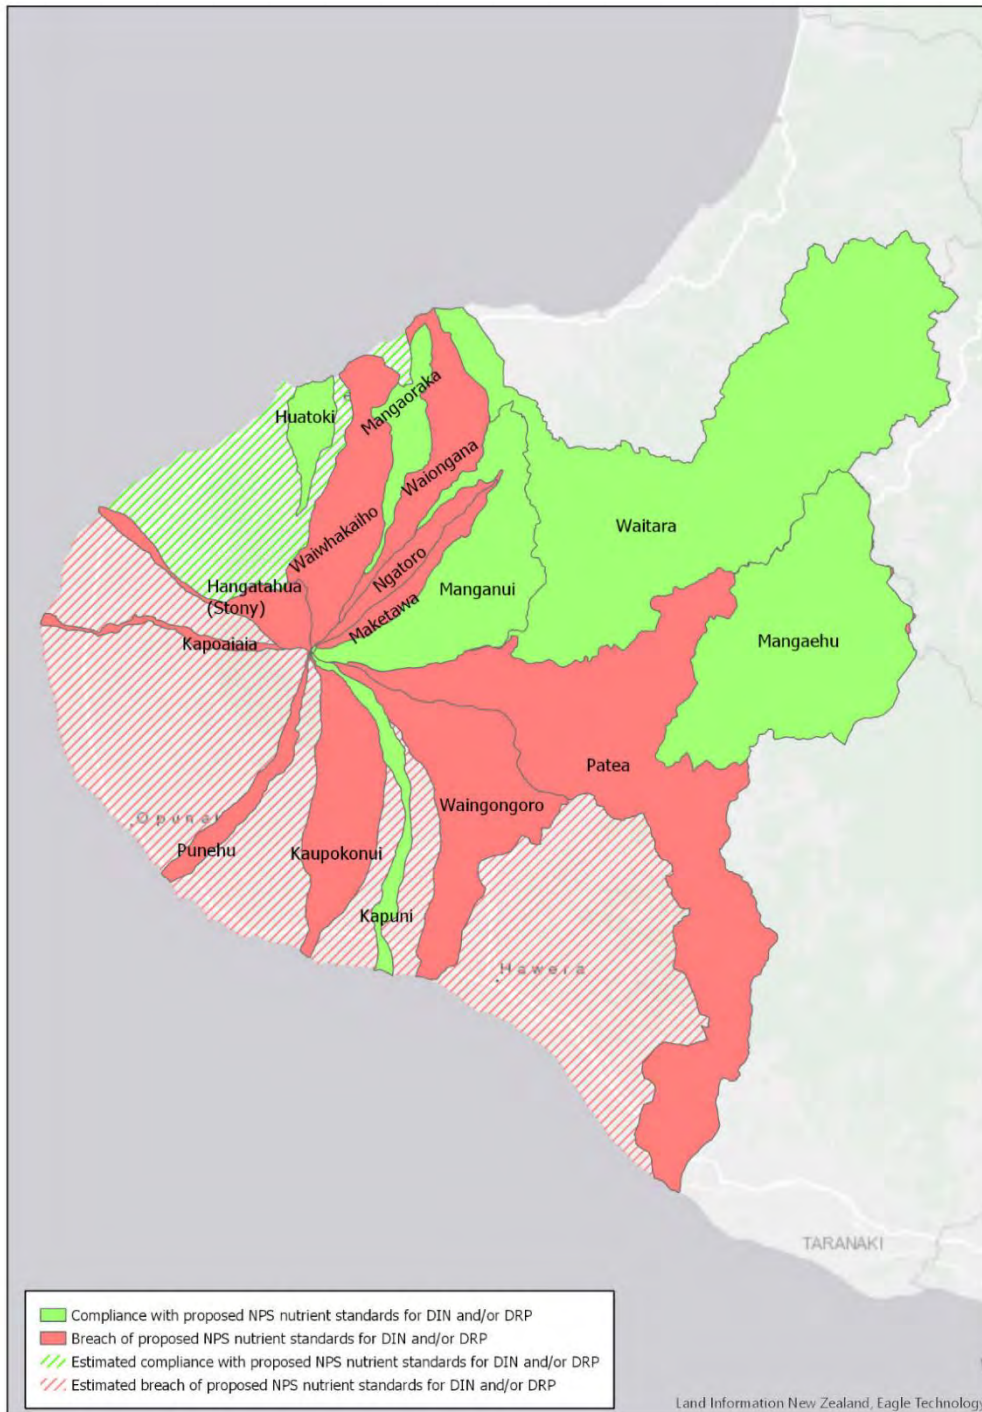 Huatoki
Mangaoraka
Waiongana
Waiwhakaiho
Ngatoro
Maketawa
Manganui
Waitara
Mangaehu
Hangatahua
(Stony)
Kapoaiaia
Patea
Waingongoro
Punehu
Kaupokonui
Kapuni
Hawera
TARANAKI
Compliance with proposed NPS nutrient standards for DIN and/or DRP
Breach of proposed NPS nutrient standards for DIN and/or DRP
Estimated compliance with proposed NPS nutrient standards for DIN and/or DRP
Estimated breach of proposed NPS nutrient standards for DIN and/or DRP
Land Information New Zealand, Eagle Technology